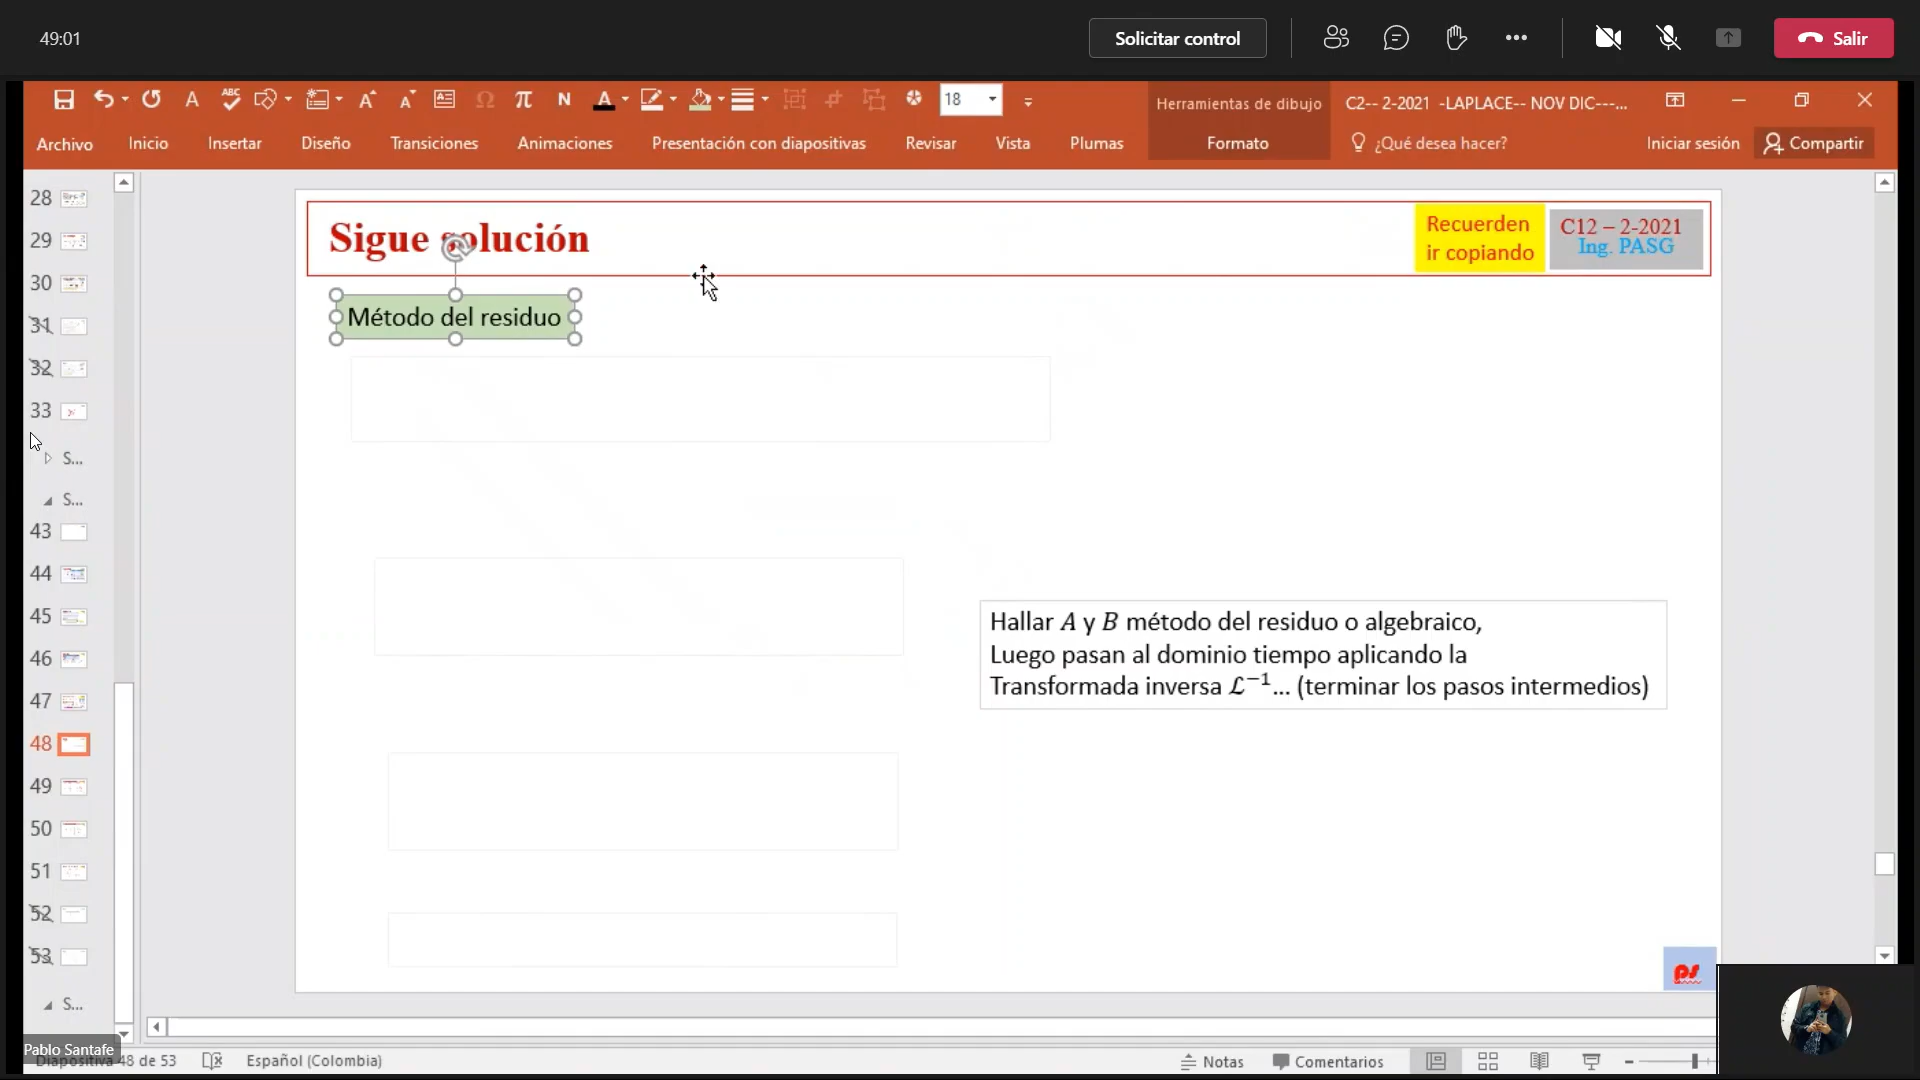 49:01
Solicitar control
Salir
18
Herramientas de dibujo
C2-- 2-2021 -LAPLACE-- NOV DIC---...
Archivo
Inicio
Insertar
Diseño
Transiciones
Animaciones
Presentación con diapositivas
Revisar
Vista
Plumas
Formato
¿Qué desea hacer?
Iniciar sesión
Compartir
28
29
30
31
32
33
S...
S...
43
44
45
46
47
48
49
50
51
52
53
S...
Sigue solución
Recuerden
ir copiando
C12 – 2-2021
Ing. PASG
Método del residuo
Hallar A y B método del residuo o algebraico,
Luego pasan al dominio tiempo aplicando la
Transformada inversa ℒ⁻¹... (terminar los pasos intermedios)
ps
Pablo Santafe
Diapositiva 48 de 53
Español (Colombia)
Notas
Comentarios